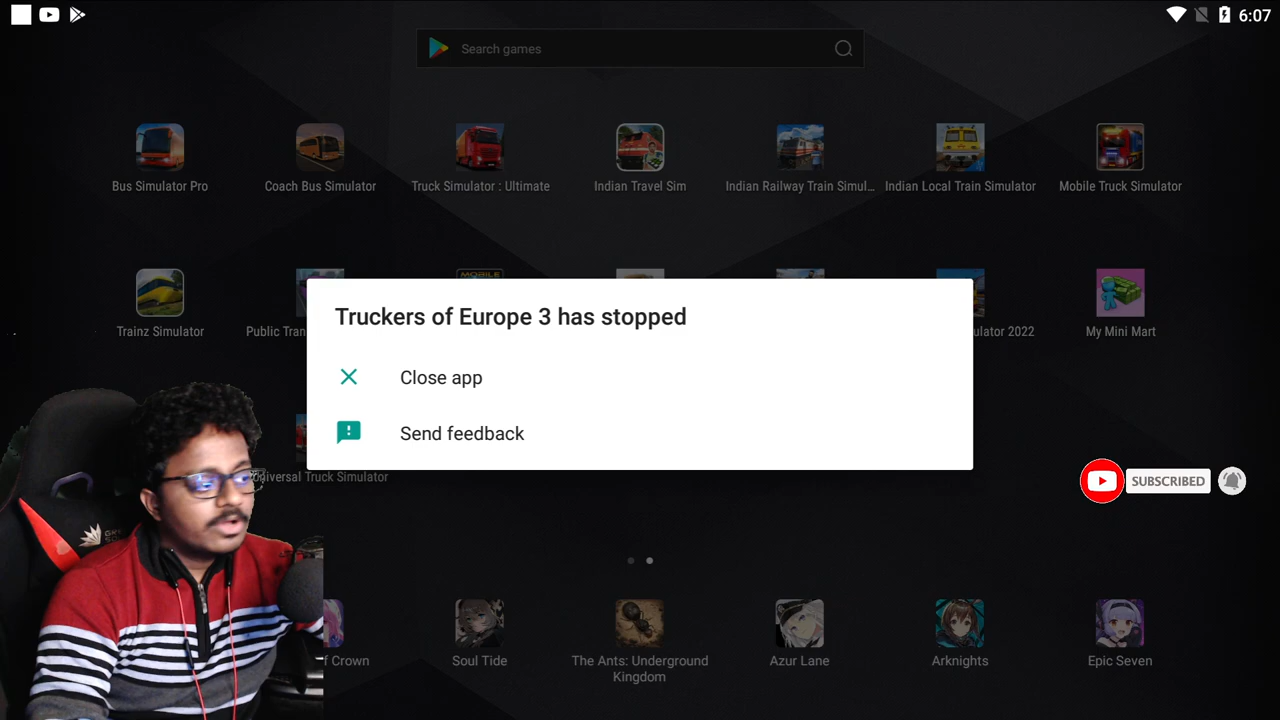 6:07
Search games
Bus Simulator Pro
Coach Bus Simulator
Truck Simulator : Ultimate
Indian Travel Sim
Indian Railway Train Simul...
Indian Local Train Simulator
Mobile Truck Simulator
MOBILE
Trainz Simulator
Public Tran
ulator 2022
My Mini Mart
Truckers of Europe 3 has stopped
Close app
Send feedback
niversal Truck Simulator
SUBSCRIBED
f Crown
Soul Tide
The Ants: Underground
Kingdom
Azur Lane
Arknights
Epic Seven